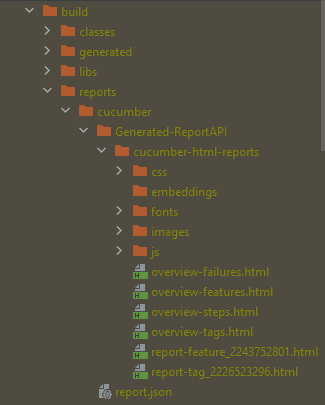 build
classes
generated
libs
reports
cucumber
Generated-ReportAPI
cucumber-html-reports
css
embeddings
fonts
images
js
overview-failures.html
overview-features.html
overview-steps.html
overview-tags.html
report-feature_2243752801.html
report-tag_2226523296.html
report.json